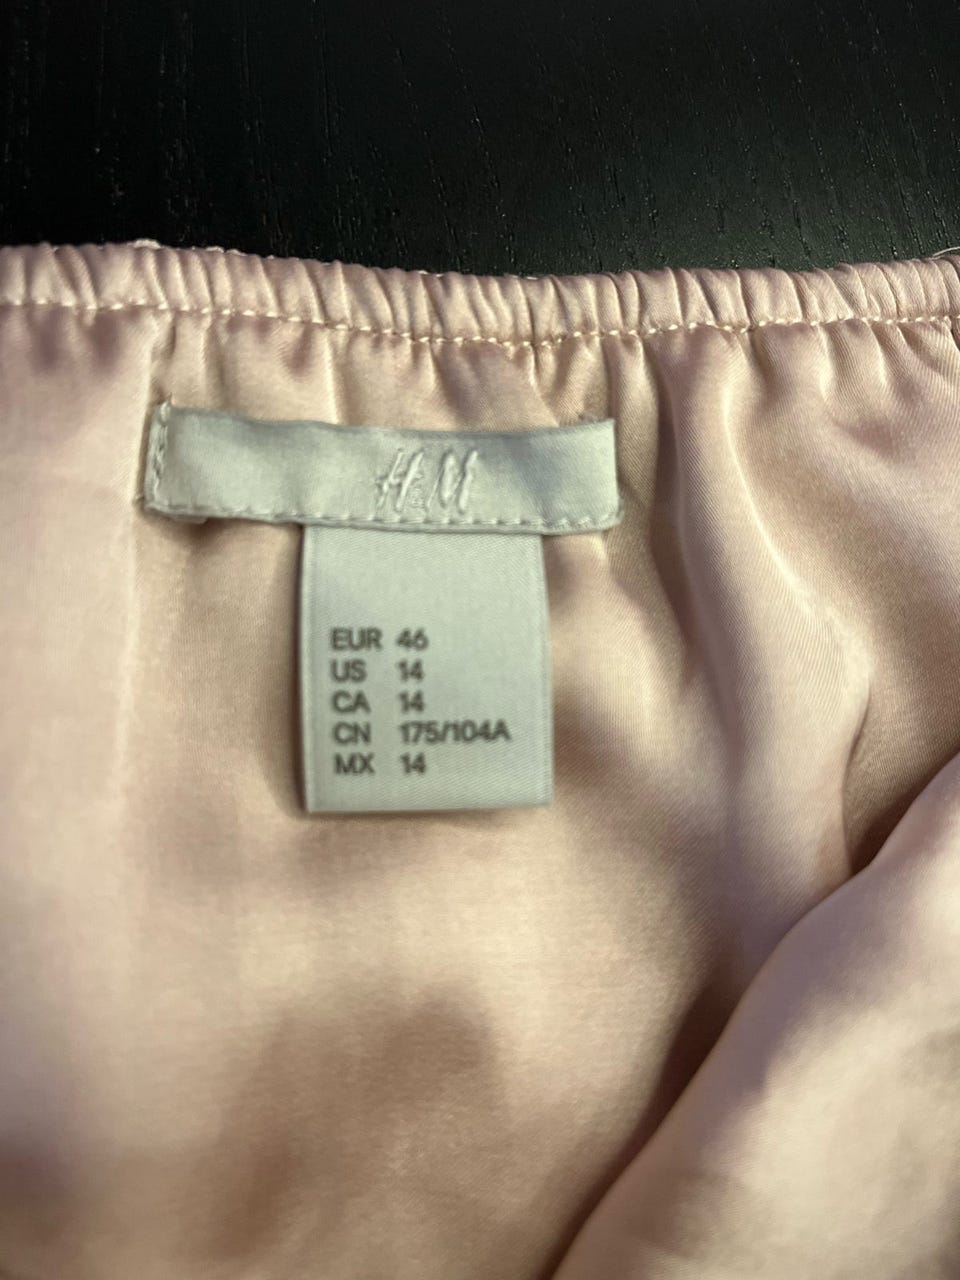 H&M
EUR 46
US 14
CA 14
CN 175/104A
MX 14